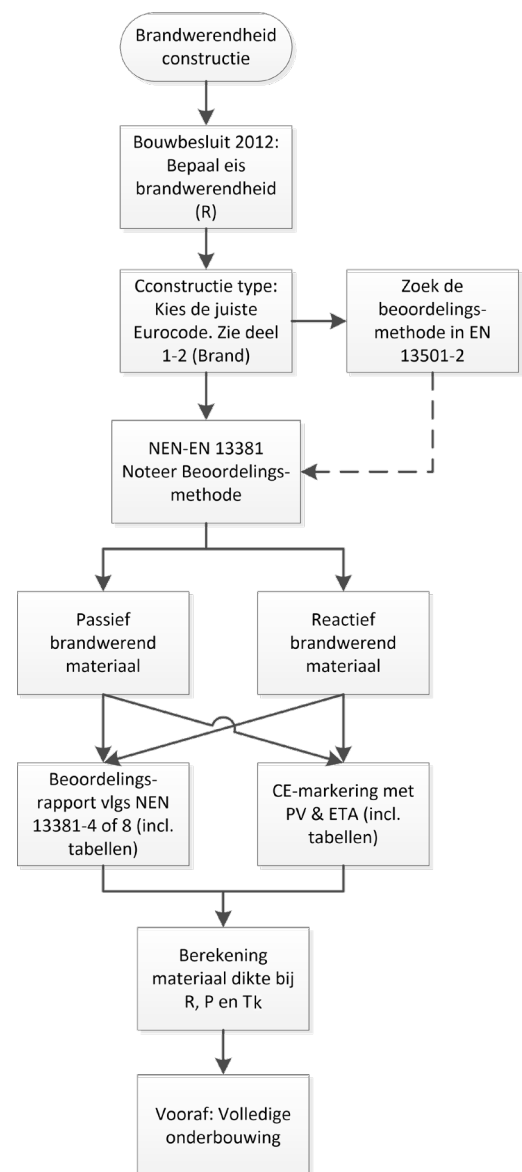 Brandwerendheid
constructie
Bouwbesluit 2012:
Bepaal eis
brandwerendheid
(R)
Cconstructie type:
Kies de juiste
Eurocode. Zie deel
1-2 (Brand)
Zoek de
beoordelings-
methode in EN
13501-2
NEN-EN 13381
Noteer Beoordelings-
methode
Passief
brandwerend
materiaal
Reactief
brandwerend
materiaal
Beoordelings-
rapport vlgs NEN
13381-4 of 8 (incl.
tabellen)
CE-markering met
PV & ETA (incl.
tabellen)
Berekening
materiaal dikte bij
R, P en Tk
Vooraf: Volledige
onderbouwing